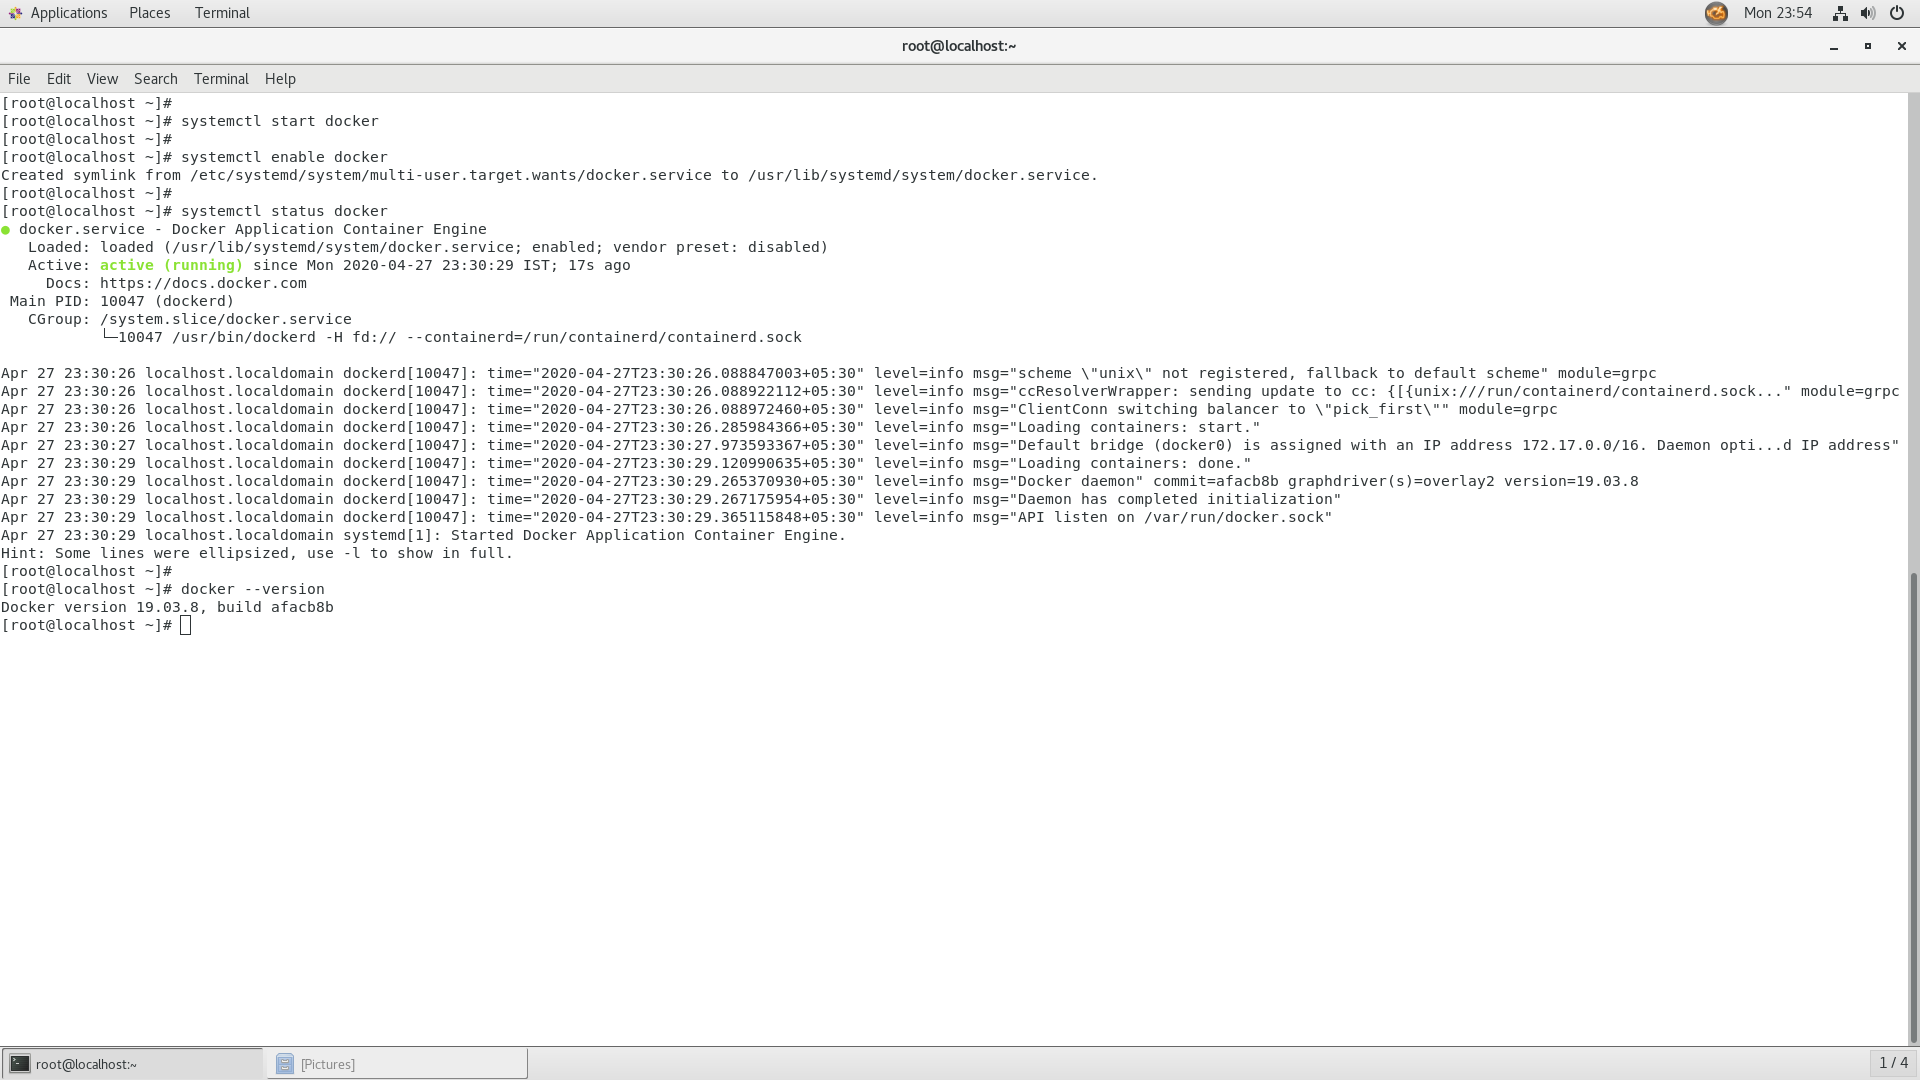 Applications Places Terminal Mon 23:54
root@localhost:~
File Edit View Search Terminal Help
[root@localhost ~]#
[root@localhost ~]# systemctl start docker
[root@localhost ~]#
[root@localhost ~]# systemctl enable docker
Created symlink from /etc/systemd/system/multi-user.target.wants/docker.service to /usr/lib/systemd/system/docker.service.
[root@localhost ~]#
[root@localhost ~]# systemctl status docker
● docker.service - Docker Application Container Engine
   Loaded: loaded (/usr/lib/systemd/system/docker.service; enabled; vendor preset: disabled)
   Active: active (running) since Mon 2020-04-27 23:30:29 IST; 17s ago
     Docs: https://docs.docker.com
 Main PID: 10047 (dockerd)
   CGroup: /system.slice/docker.service
           └─10047 /usr/bin/dockerd -H fd:// --containerd=/run/containerd/containerd.sock
Apr 27 23:30:26 localhost.localdomain dockerd[10047]: time="2020-04-27T23:30:26.088847003+05:30" level=info msg="scheme \"unix\" not registered, fallback to default scheme" module=grpc
Apr 27 23:30:26 localhost.localdomain dockerd[10047]: time="2020-04-27T23:30:26.088922112+05:30" level=info msg="ccResolverWrapper: sending update to cc: {[{unix:///run/containerd/containerd.sock..." module=grpc
Apr 27 23:30:26 localhost.localdomain dockerd[10047]: time="2020-04-27T23:30:26.088972460+05:30" level=info msg="ClientConn switching balancer to \"pick_first\"" module=grpc
Apr 27 23:30:26 localhost.localdomain dockerd[10047]: time="2020-04-27T23:30:26.285984366+05:30" level=info msg="Loading containers: start."
Apr 27 23:30:27 localhost.localdomain dockerd[10047]: time="2020-04-27T23:30:27.973593367+05:30" level=info msg="Default bridge (docker0) is assigned with an IP address 172.17.0.0/16. Daemon opti...d IP address"
Apr 27 23:30:29 localhost.localdomain dockerd[10047]: time="2020-04-27T23:30:29.120990635+05:30" level=info msg="Loading containers: done."
Apr 27 23:30:29 localhost.localdomain dockerd[10047]: time="2020-04-27T23:30:29.265370930+05:30" level=info msg="Docker daemon" commit=afacb8b graphdriver(s)=overlay2 version=19.03.8
Apr 27 23:30:29 localhost.localdomain dockerd[10047]: time="2020-04-27T23:30:29.267175954+05:30" level=info msg="Daemon has completed initialization"
Apr 27 23:30:29 localhost.localdomain dockerd[10047]: time="2020-04-27T23:30:29.365115848+05:30" level=info msg="API listen on /var/run/docker.sock"
Apr 27 23:30:29 localhost.localdomain systemd[1]: Started Docker Application Container Engine.
Hint: Some lines were ellipsized, use -l to show in full.
[root@localhost ~]#
[root@localhost ~]# docker --version
Docker version 19.03.8, build afacb8b
[root@localhost ~]#
root@localhost:~ [Pictures] 1 / 4